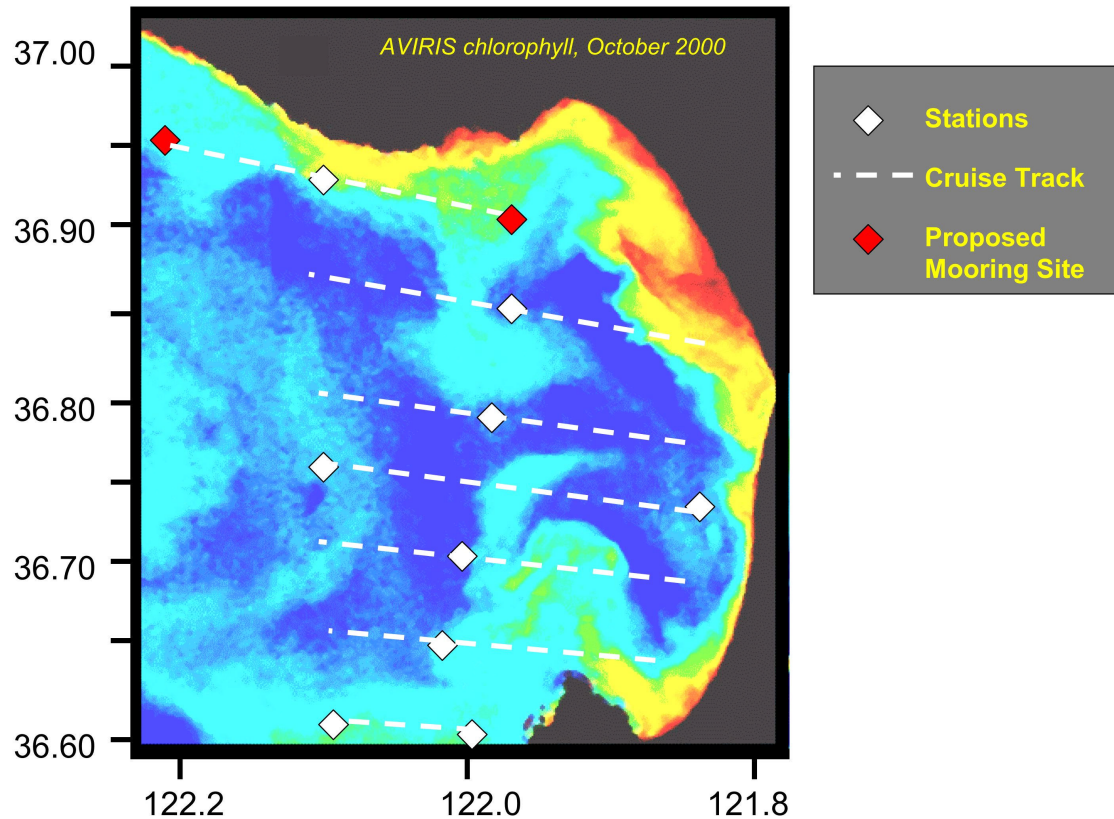 AVIRIS chlorophyll, October 2000
37.00
36.90
36.80
36.70
36.60
122.2
122.0
121.8
Stations
Cruise Track
Proposed
Mooring Site